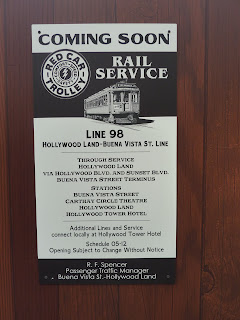 COMING SOON
RED CAR
TROLLEY
RAIL
SERVICE
LINE 98
HOLLYWOOD LAND-BUENA VISTA ST. LINE
THROUGH SERVICE
HOLLYWOOD LAND
VIA HOLLYWOOD BLVD. AND SUNSET BLVD.
BUENA VISTA STREET TERMINUS
STATIONS
BUENA VISTA STREET
CARTHAY CIRCLE THEATRE
HOLLYWOOD LAND
HOLLYWOOD TOWER HOTEL
Additional Lines and Service
connect locally at Hollywood Tower Hotel
Schedule 05-12
Opening Subject to Change Without Notice
R. F. Spencer
Passenger Traffic Manager
Buena Vista St.-Hollywood Land